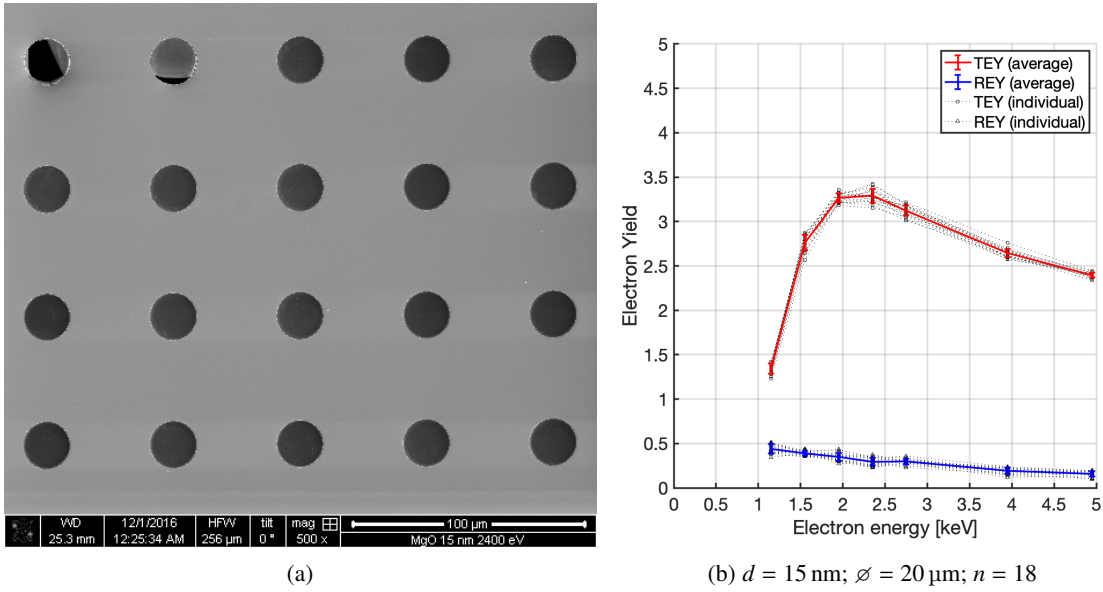 WD
25.3 mm
12/1/2016
12:25:34 AM
HFW
256 µm
tilt
0 °
mag
500 x
100 µm
MgO 15 nm 2400 eV
(a)
5
4.5
4
3.5
3
2.5
2
1.5
1
0.5
0
Electron Yield
TEY (average)
REY (average)
TEY (individual)
REY (individual)
0 0.5 1 1.5 2 2.5 3 3.5 4 4.5 5
Electron energy [keV]
(b) d = 15 nm; ⌀ = 20 µm; n = 18